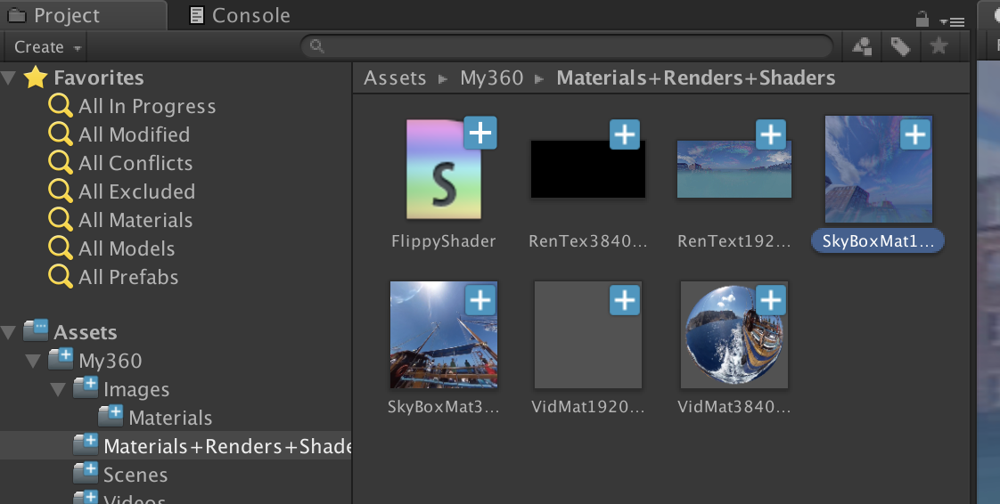 Project
Console
Create
Favorites
All In Progress
All Modified
All Conflicts
All Excluded
All Materials
All Models
All Prefabs
Assets
My360
Images
Materials
Materials+Renders+Shade
Scenes
Videos
Assets My360 Materials+Renders+Shaders
S
FlippyShader
RenTex3840...
RenText192...
SkyBoxMat1...
SkyBoxMat3...
VidMat1920...
VidMat3840...